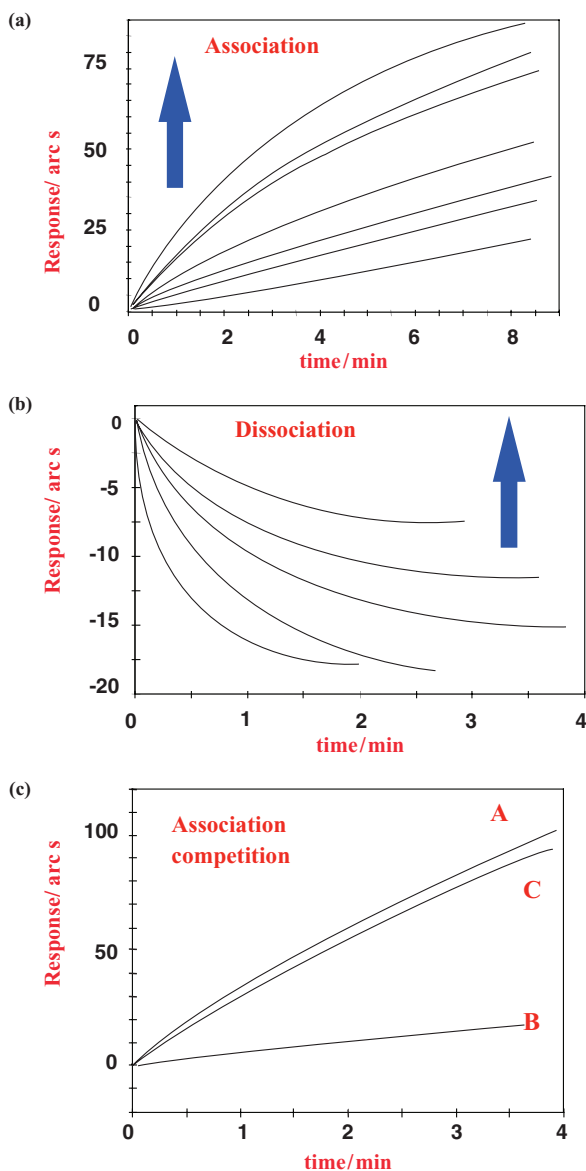 (a)
Association
Response/ arc s
75
50
25
0
0 2 4 6 8
time/min
(b)
Dissociation
Response/ arc s
0
-5
-10
-15
-20
0 1 2 3 4
time/min
(c)
Association
competition
A
C
B
Response/ arc s
100
50
0
0 1 2 3 4
time/min